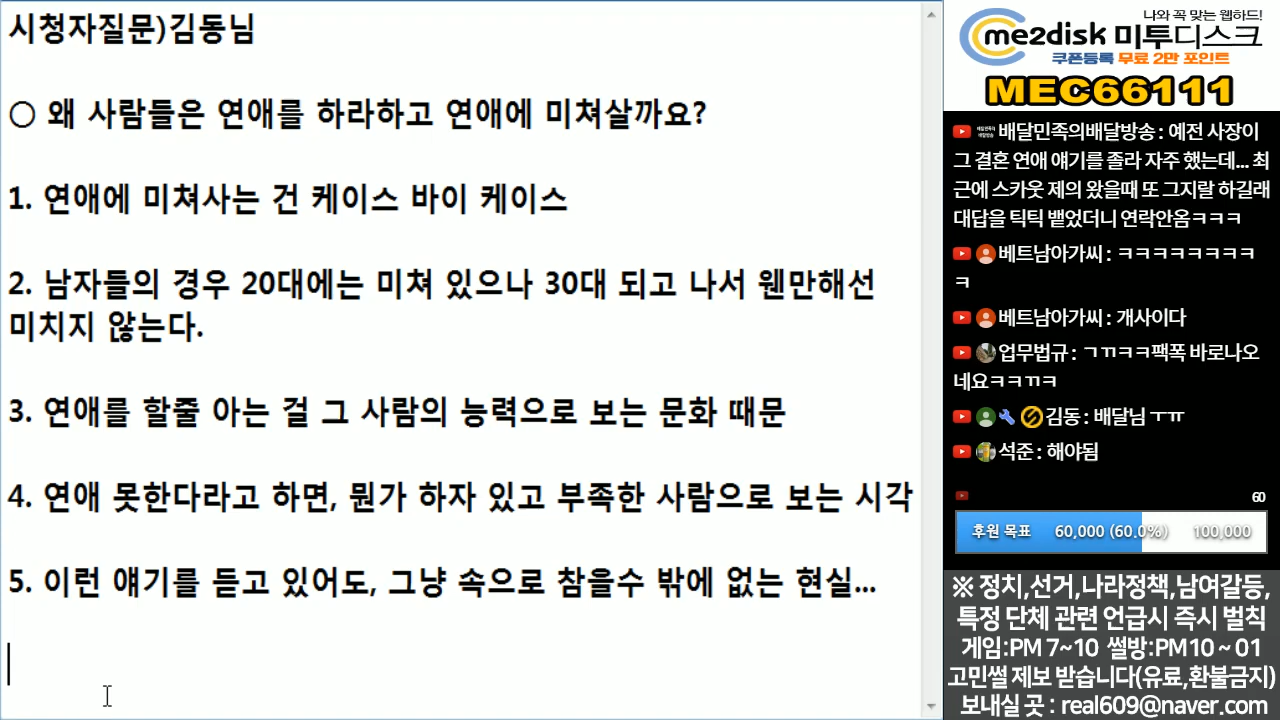 시청자질문)김동님
○ 왜 사람들은 연애를 하라하고 연애에 미쳐살까요?
1. 연애에 미쳐사는 건 케이스 바이 케이스
2. 남자들의 경우 20대에는 미쳐 있으나 30대 되고 나서 웬만해선
미치지 않는다.
3. 연애를 할줄 아는 걸 그 사람의 능력으로 보는 문화 때문
4. 연애 못한다라고 하면, 뭔가 하자 있고 부족한 사람으로 보는 시각
5. 이런 얘기를 듣고 있어도, 그냥 속으로 참을수 밖에 없는 현실...
나와 꼭 맞는 웹하드!
me2disk 미투디스크
쿠폰등록 무료 2만 포인트
MEC66111
배달민족의배달방송 : 예전 사장이
그 결혼 연애 얘기를 졸라 자주 했는데... 최
근에 스카웃 제의 왔을때 또 그지랄 하길래
대답을 틱틱 뱉었더니 연락안옴ㅋㅋㅋ
베트남아가씨 : ㅋㅋㅋㅋㅋㅋㅋㅋ
ㅋ
베트남아가씨 : 개사이다
업무법규 : ㄱㄲㅋㅋ팩폭 바로나오
네요ㅋㅋㄲㅋ
김동 : 배달님 ㅜㅠ
석준 : 해야됨
60
후원 목표 60,000 (60.0%) 100,000
※ 정치,선거,나라정책,남여갈등,
특정 단체 관련 언급시 즉시 벌칙
게임:PM 7~10 썰방:PM 10 ~ 01
고민썰 제보 받습니다(유료,환불금지)
보내실 곳 : real609@naver.com